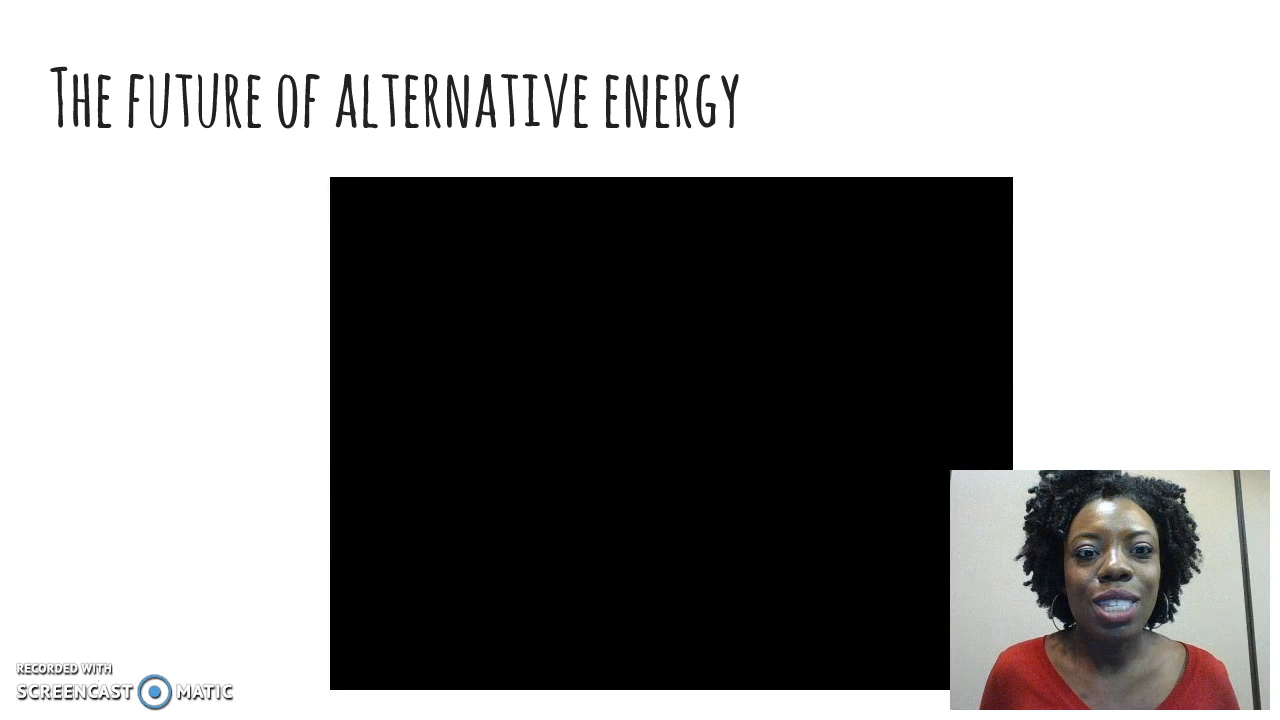 The future of alternative energy
RECORDED WITH
SCREENCAST MATIC